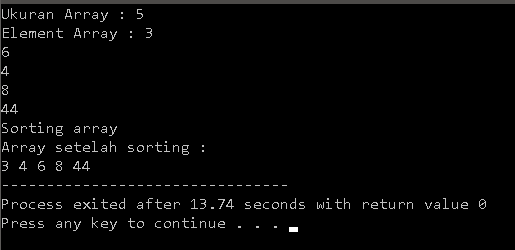 Ukuran Array : 5
Element Array : 3
6
4
8
44
Sorting array
Array setelah sorting :
3 4 6 8 44
--------------------------------
Process exited after 13.74 seconds with return value 0
Press any key to continue . . .